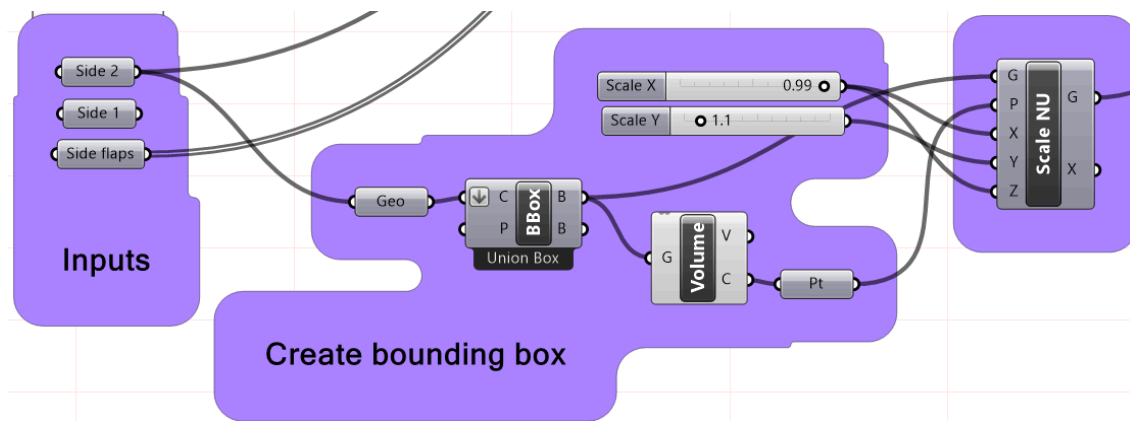 Side 2
Side 1
Side flaps
Inputs
Geo
C
P
BBox
B
B
Union Box
Scale X
0.99
Scale Y
1.1
G
Volume
V
C
Pt
Create bounding box
G
P
X
Y
Z
Scale NU
G
X